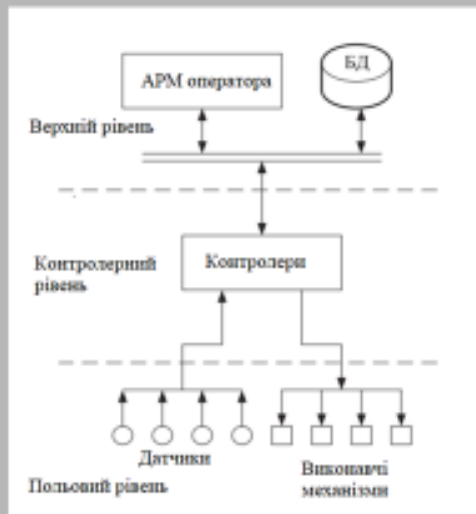 АРМ оператора
БД
Верхній рівень
Контролерний
рівень
Контролери
Датчики
Виконавчі
механізми
Польовий рівень